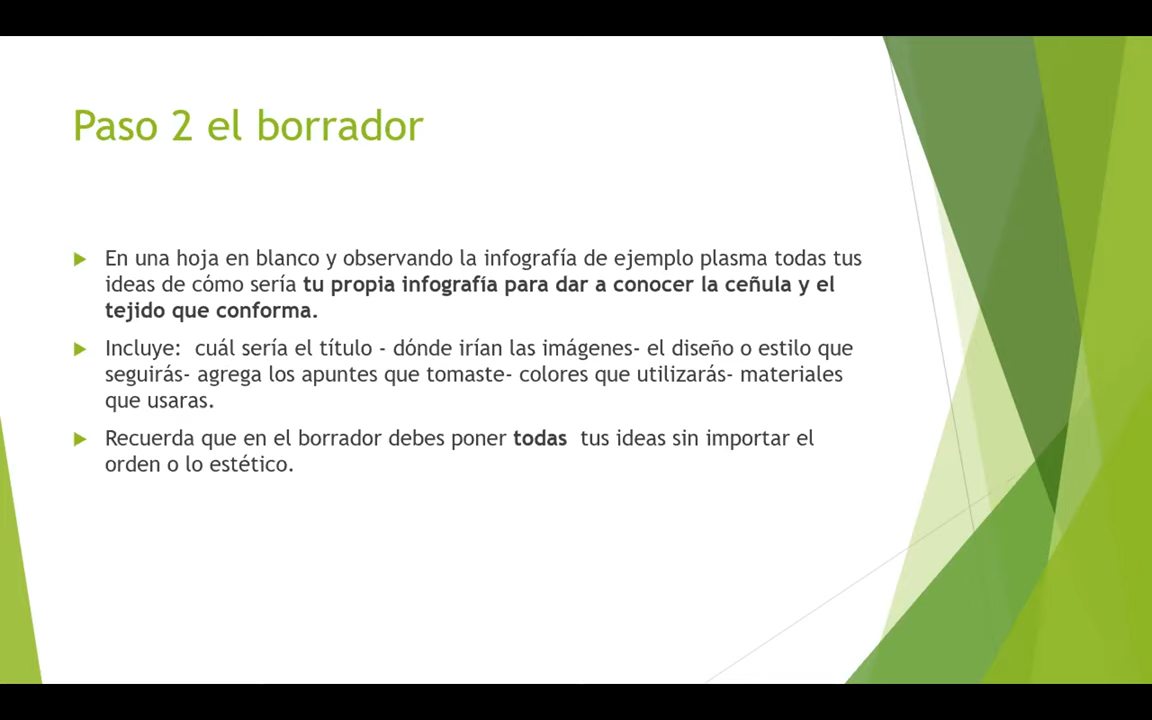 Paso 2 el borrador
En una hoja en blanco y observando la infografía de ejemplo plasma todas tus
ideas de cómo sería tu propia infografía para dar a conocer la ceñula y el
tejido que conforma.
Incluye:  cuál sería el título - dónde irían las imágenes- el diseño o estilo que
seguirás- agrega los apuntes que tomaste- colores que utilizarás- materiales
que usaras.
Recuerda que en el borrador debes poner todas  tus ideas sin importar el
orden o lo estético.